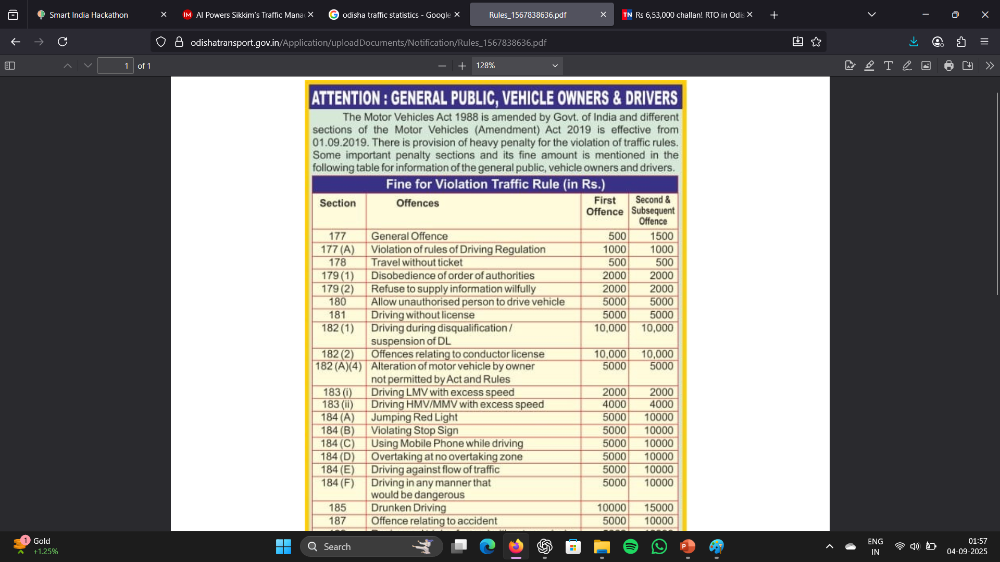 Smart India Hackathon
AI Powers Sikkim's Traffic Mana
odisha traffic statistics - Google
Rules_1567838636.pdf
Rs 6,53,000 challan! RTO in Odis
odishatransport.gov.in/Application/uploadDocuments/Notification/Rules_1567838636.pdf
1 of 1
128%
ATTENTION : GENERAL PUBLIC, VEHICLE OWNERS & DRIVERS
The Motor Vehicles Act 1988 is amended by Govt. of India and different
sections of the Motor Vehicles (Amendment) Act 2019 is effective from
01.09.2019. There is provision of heavy penalty for the violation of traffic rules.
Some important penalty sections and its fine amount is mentioned in the
following table for information of the general public, vehicle owners and drivers.
Fine for Violation Traffic Rule (in Rs.)
Section Offences First Offence Second & Subsequent Offence
177 General Offence 500 1500
177 (A) Violation of rules of Driving Regulation 1000 1000
178 Travel without ticket 500 500
179 (1) Disobedience of order of authorities 2000 2000
179 (2) Refuse to supply information wilfully 2000 2000
180 Allow unauthorised person to drive vehicle 5000 5000
181 Driving without license 5000 5000
182 (1) Driving during disqualification / 10,000 10,000
suspension of DL
182 (2) Offences relating to conductor license 10,000 10,000
182 (A)(4) Alteration of motor vehicle by owner 5000 5000
not permitted by Act and Rules
183 (i) Driving LMV with excess speed 2000 2000
183 (ii) Driving HMV/MMV with excess speed 4000 4000
184 (A) Jumping Red Light 5000 10000
184 (B) Violating Stop Sign 5000 10000
184 (C) Using Mobile Phone while driving 5000 10000
184 (D) Overtaking at no overtaking zone 5000 10000
184 (E) Driving against flow of traffic 5000 10000
184 (F) Driving in any manner that 5000 10000
would be dangerous
185 Drunken Driving 10000 15000
187 Offence relating to accident 5000 10000
1 Gold
+1.25%
Search
ENG
IN
01:57
04-09-2025